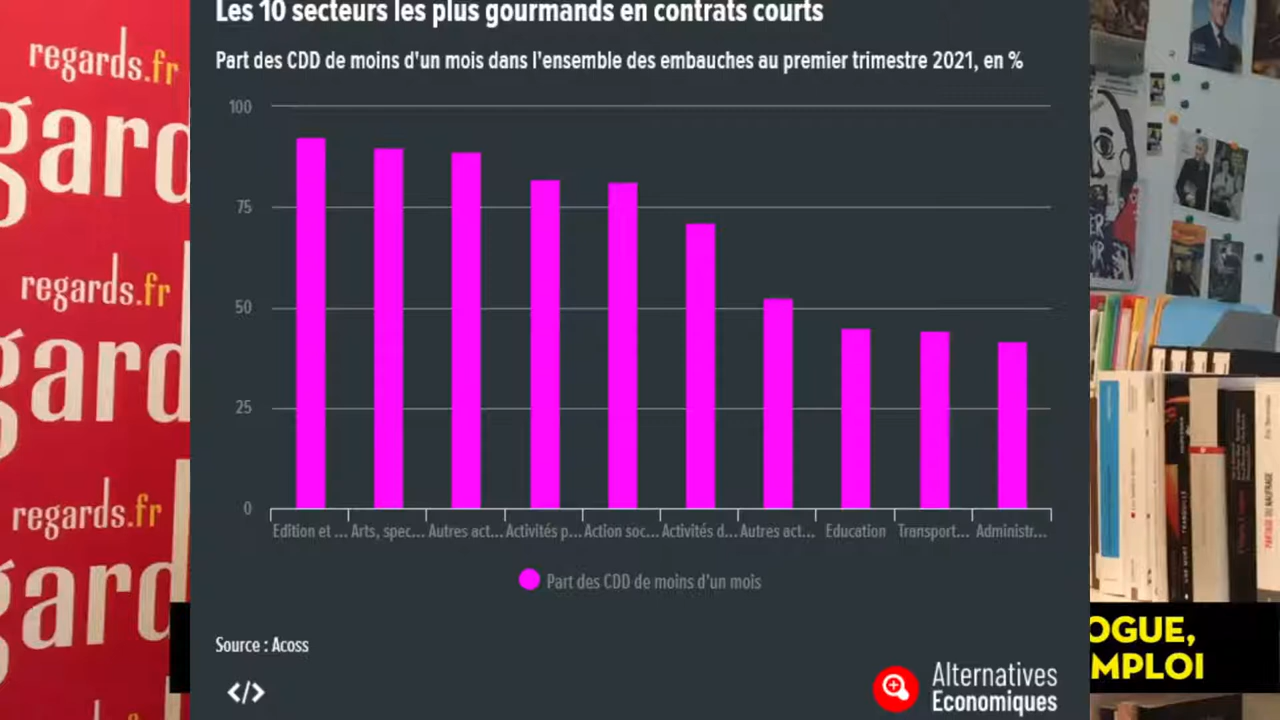 Les 10 secteurs les plus gourmands en contrats courts
Part des CDD de moins d'un mois dans l'ensemble des embauches au premier trimestre 2021, en %
100
75
50
25
0
Edition et ... Arts, spec... Autres act... Activités p... Action soc... Activités d... Autres act... Education Transport... Administr...
Part des CDD de moins d'un mois
Source : Acoss
</>
Alternatives
Economiques
regards.fr
gard
regards.fr
gard
regards.fr
gard
OGUE,
MPLOI